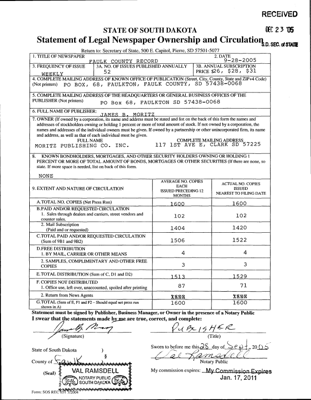 RECEIVED
DEC 23 '05
S.D. SEC. OF STATE
STATE OF SOUTH DAKOTA
Statement of Legal Newspaper Ownership and Circulation
Return to: Secretary of State, 500 E. Capitol, Pierre, SD 57501-5077
1. TITLE OF NEWSPAPER
FAULK COUNTY RECORD
2. DATE
9-28-2005
3. FREQUENCY OF ISSUE
WEEKLY
3A. NO. OF ISSUES PUBLISHED ANNUALLY
52
3B. ANNUAL SUBSCRIPTION
PRICE $26, $28, $31
4. COMPLETE MAILING ADDRESS OF KNOWN OFFICE OF PUBLICATION (Street, City, County, State and ZIP+4 Code)
(Not printers) PO BOX, 68, FAULKTON, FAULK COUNTY, SD 57438-0068
5. COMPLETE MAILING ADDRESS OF THE HEADQUARTERS OR GENERAL BUSINESS OFFICES OF THE
PUBLISHER (Not printers) PO Box 68, FAULKTON SD 57438-0068
6. FULL NAME OF PUBLISHER:
JAMES B. MORITZ
7. OWNER (If owned by a corporation, its name and address must be stated and list on the back of this form the names and
addresses of stockholders owning or holding 1 percent or more of total amount of stock. If not owned by a corporation, the
names and addresses of the individual owners must be given. If owned by a partnership or other unincorporated firm, its name
and address, as well as that of each individual must be given.
FULL NAME
COMPLETE MAILING ADDRESS
MORITZ PUBLISHING CO. INC.
117 1ST AVE E. CLARK SD 57225
8. KNOWN BONDHOLDERS, MORTGAGES, AND OTHER SECURITY HOLDERS OWNING OR HOLDING 1
PERCENT OR MORE OF TOTAL AMOUNT OF BONDS, MORTGAGES OR OTHER SECURITIES (If there are none, so
state. If more space is needed, list on back of this form.
NONE
9. EXTENT AND NATURE OF CIRCULATION
AVERAGE NO. COPIES
EACH
ISSUED PRECEDING 12
MONTHS
ACTUAL NO. COPIES
ISSUED
NEAREST TO FILING DATE
A. TOTAL NO. COPIES (Net Press Run)
1600
1600
B. PAID AND/OR REQUESTED CIRCULATION
1. Sales through dealers and carriers, street vendors and
counter sales.
102
102
2. Mail Subscription
(Paid and/or requested)
1404
1420
C. TOTAL PAID AND/OR REQUESTED CIRCULATION
(Sum of 9B1 and 9B2)
1506
1522
D. FREE DISTRIBUTION
1. BY MAIL, CARRIER OR OTHER MEANS
4
4
2. SAMPLES, COMPLIMENTARY AND OTHER FREE
COPIES
3
3
E. TOTAL DISTRIBUTION (Sum of C, D1 and D2)
1513
1529
F. COPIES NOT DISTRIBUTED
1. Office use, left over, unaccounted, spoiled after printing
87
71
2. Return from News Agents
G. TOTAL (Sum of E, F1 and F2 - Should equal net press run
shown in A)
1600
1600
Statement must be signed by Publisher, Business Manager, or Owner in the presence of a Notary Public
I swear that the statements made by me are true, correct, and complete:
(Signature)
PUBLISHER
(Title)
State of South Dakota
County of Faulk
(Seal)
VAL RAMSDELL
NOTARY PUBLIC
SOUTH DAKOTA
Sworn to before me this 28 day of Sept, 2005
Val Ramsdell
Notary Public
My commission expires: My Commission Expires
Jan. 17, 2011